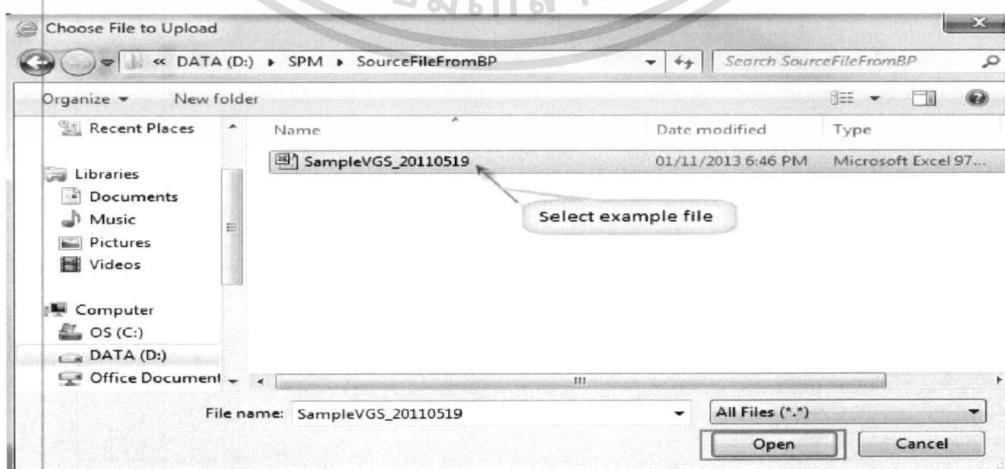 Choose File to Upload
« DATA (D:) ▸ SPM ▸ SourceFileFromBP
Search SourceFileFromBP
Organize
New folder
Recent Places
Libraries
Documents
Music
Pictures
Videos
Computer
OS (C:)
DATA (D:)
Office Document
Name
Date modified
Type
SampleVGS_20110519
01/11/2013 6:46 PM
Microsoft Excel 97...
Select example file
File name:
SampleVGS_20110519
All Files (*.*)
Open
Cancel